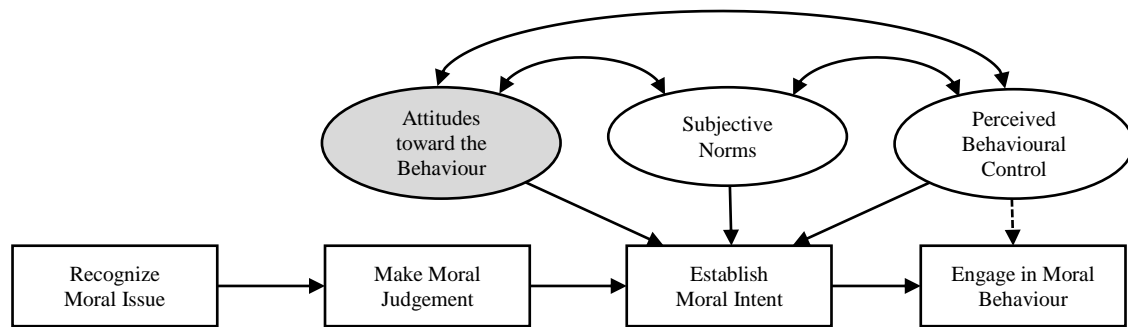 Attitudes
toward the
Behaviour
Subjective
Norms
Perceived
Behavioural
Control
Recognize
Moral Issue
Make Moral
Judgement
Establish
Moral Intent
Engage in Moral
Behaviour